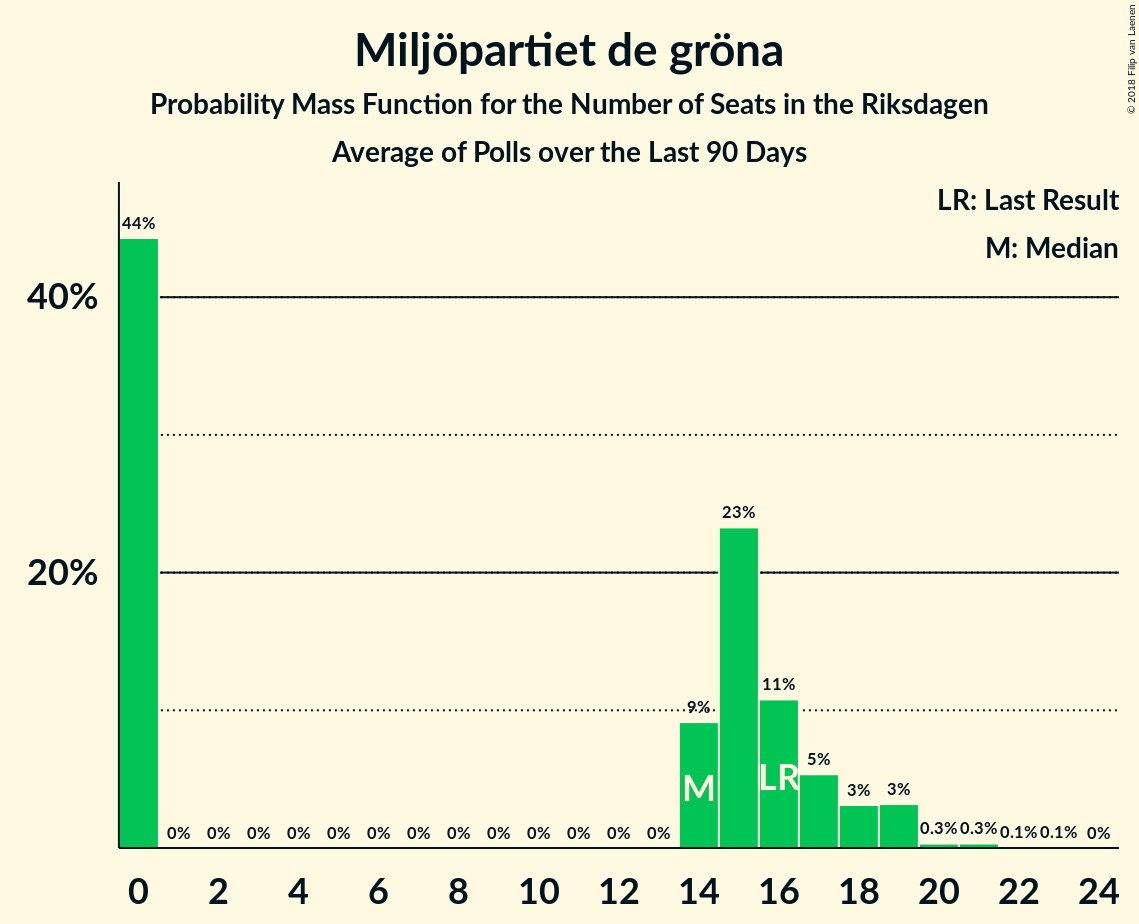 Miljöpartiet de gröna
Probability Mass Function for the Number of Seats in the Riksdagen
Average of Polls over the Last 90 Days
© 2018 Filip van Laenen
LR: Last Result
M: Median
44%
40%
23%
20%
11%
9%
5%
3% 3%
M LR
0% 0% 0% 0% 0% 0% 0% 0% 0% 0% 0% 0% 0% 0.3% 0.3% 0.1% 0.1% 0%
0 2 4 6 8 10 12 14 16 18 20 22 24